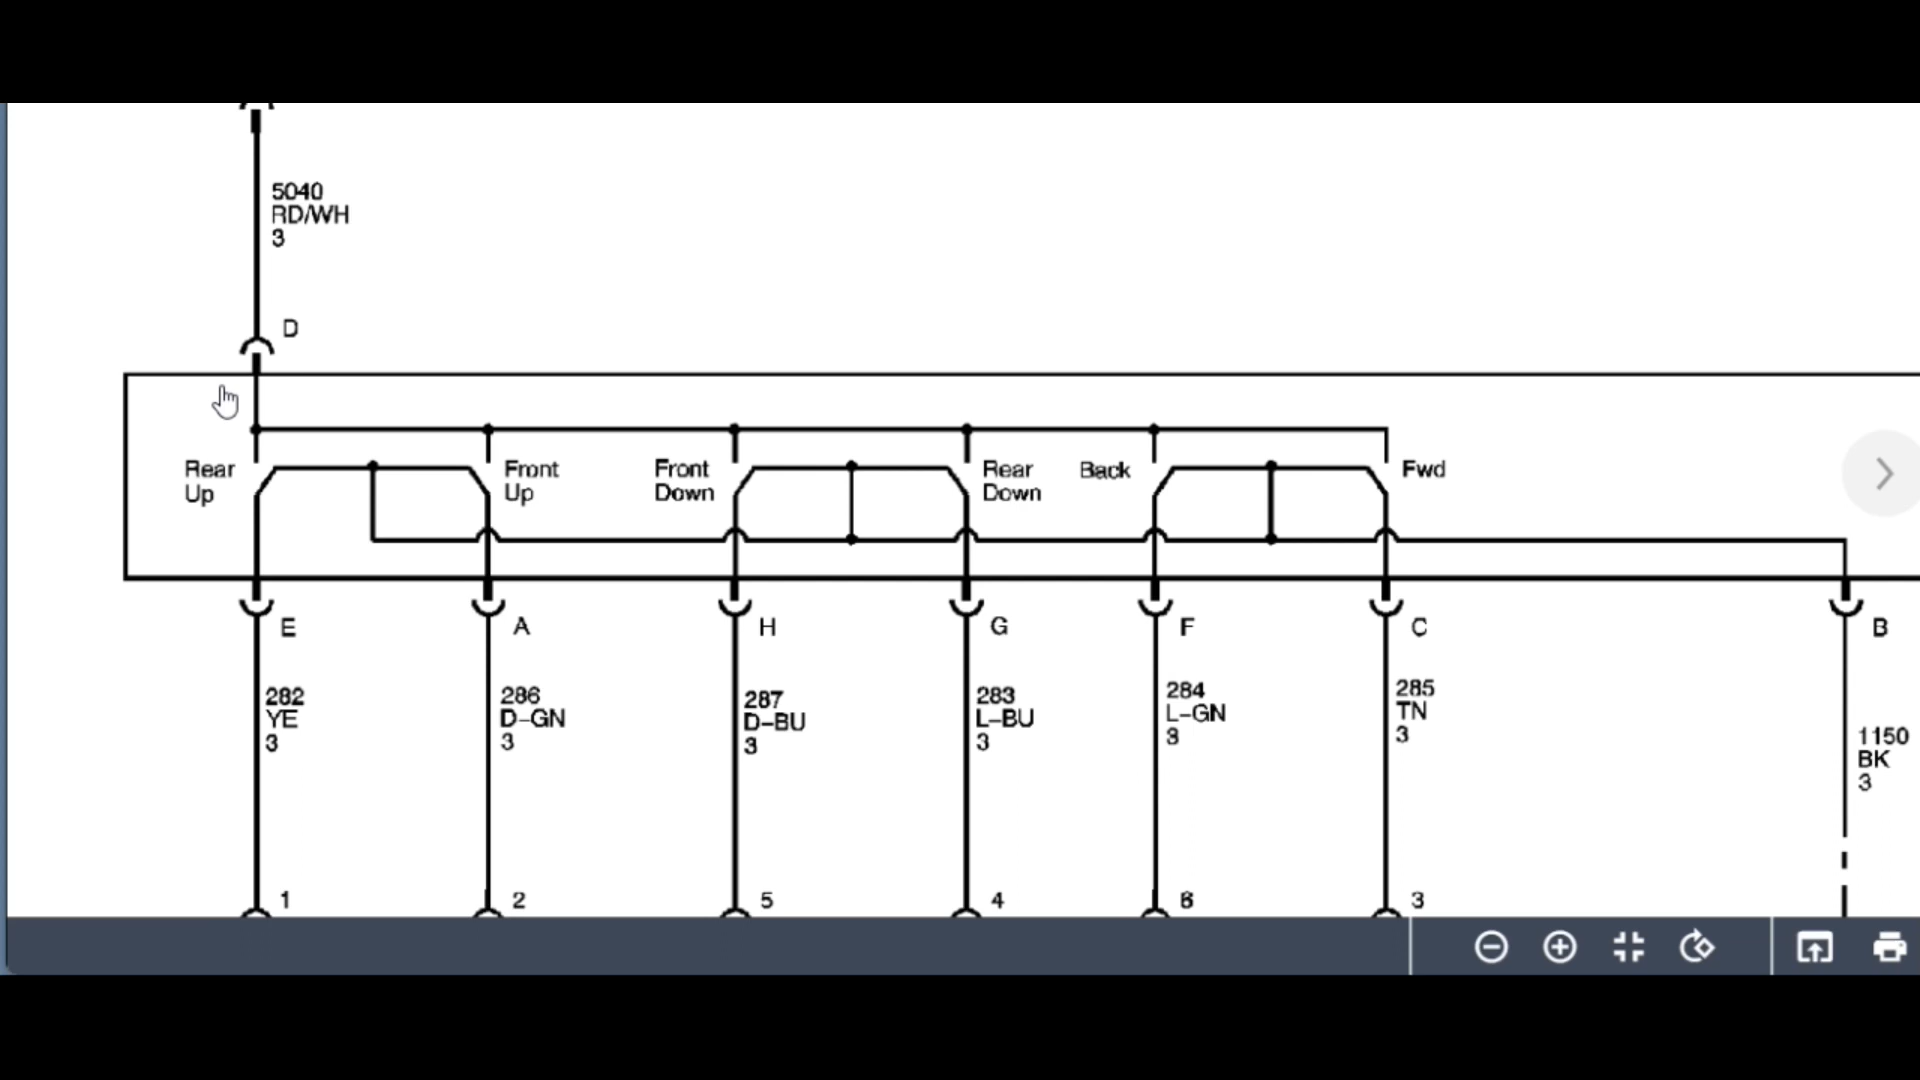 5040
RD/WH
3
D
Rear
Up
Front
Up
Front
Down
Rear
Down
Back
Fwd
E
A
H
G
F
C
B
282
YE
3
286
D-GN
3
287
D-BU
3
283
L-BU
3
284
L-GN
3
285
TN
3
1150
BK
3
1
2
5
4
6
3